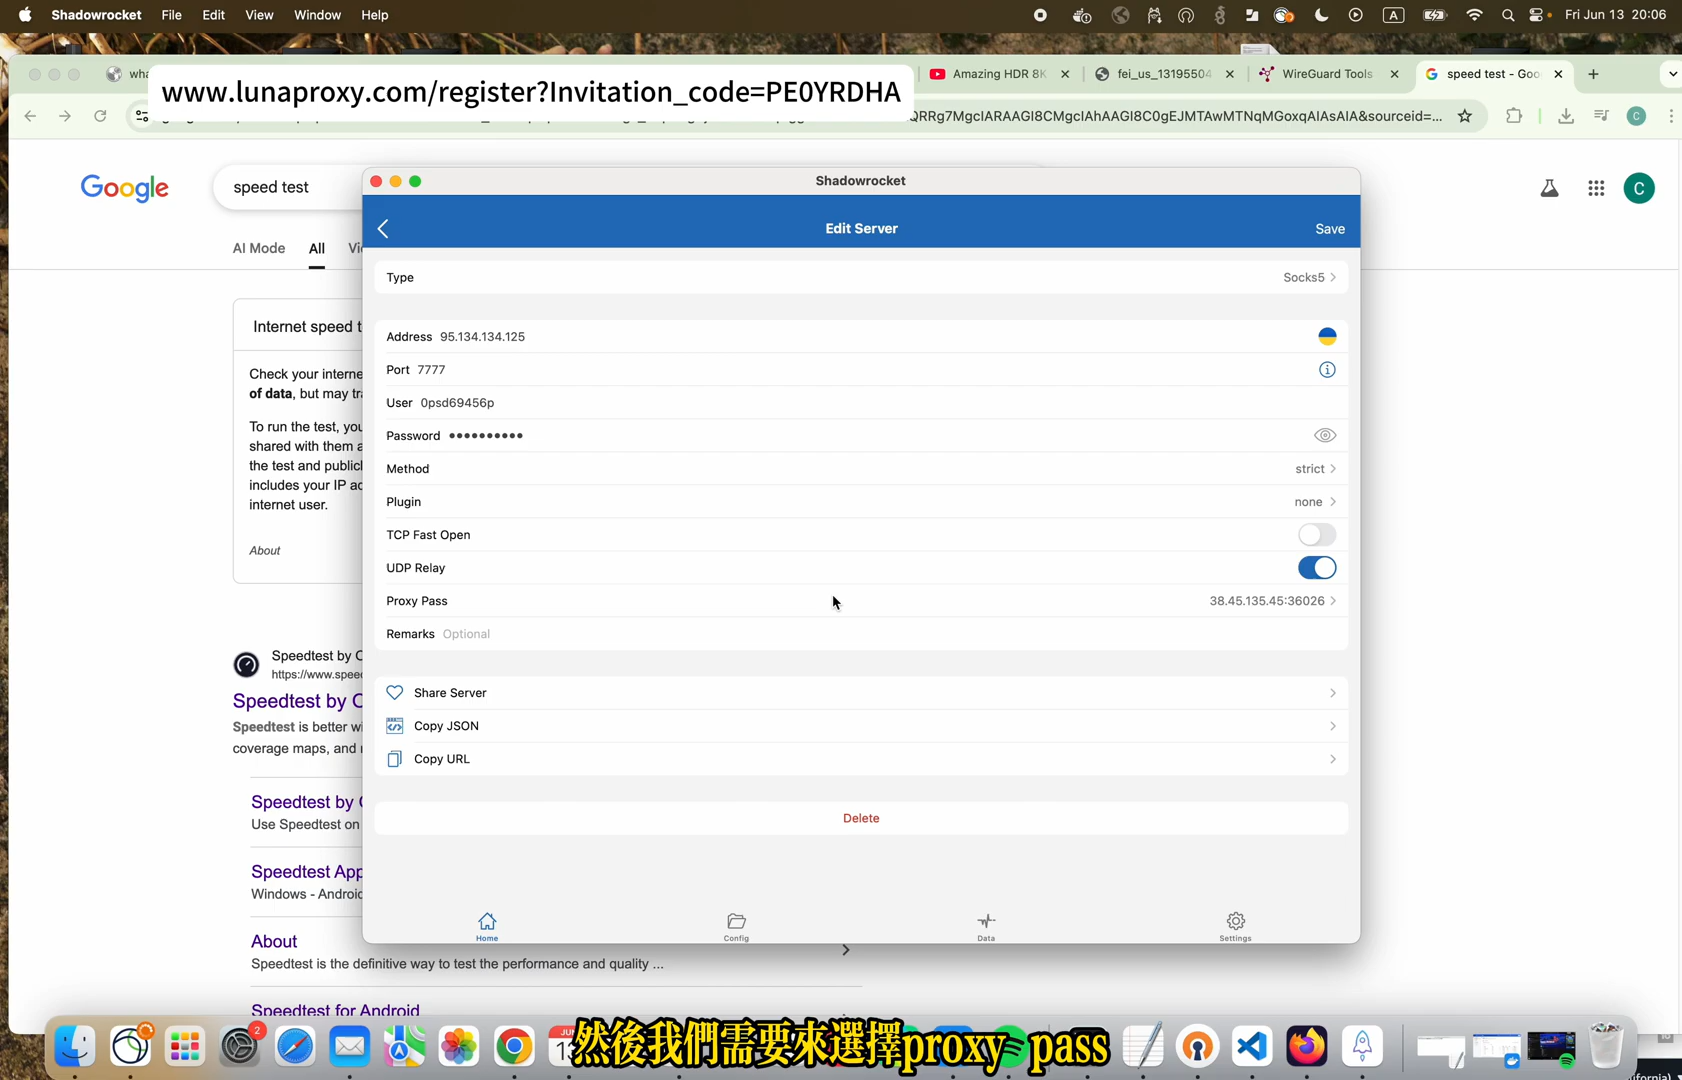 Shadowrocket File Edit View Window Help
A Fri Jun 13 20:06
wha
Amazing HDR 8K
fei_us_13195504
WireGuard Tools
speed test - Goo
www.lunaproxy.com/register?Invitation_code=PE0YRDHA
QRRg7MgcIARAAGI8CMgcIAhAAGI8C0gEJMTAwMTNqMGoxqAIAsAIA&sourceid=...
C
Google
speed test
C
AI Mode All Vi
Shadowrocket
Edit Server
Save
Type Socks5
Address 95.134.134.125
Port 7777
User 0psd69456p
Password ••••••••••
Method strict
Plugin none
TCP Fast Open
UDP Relay
Proxy Pass 38.45.135.45:36026
Remarks Optional
Share Server
Copy JSON
Copy URL
Delete
Home Config Data Settings
Internet speed t
Check your interne
of data, but may tra
To run the test, you
shared with them a
the test and publicl
includes your IP ad
internet user.
About
Speedtest by O
https://www.spee
Speedtest by O
Speedtest is better wi
coverage maps, and r
Speedtest by
Use Speedtest on
Speedtest App
Windows - Androi
About
Speedtest is the definitive way to test the performance and quality ...
Speedtest for Android
2
然後我們需要來選擇proxy pass